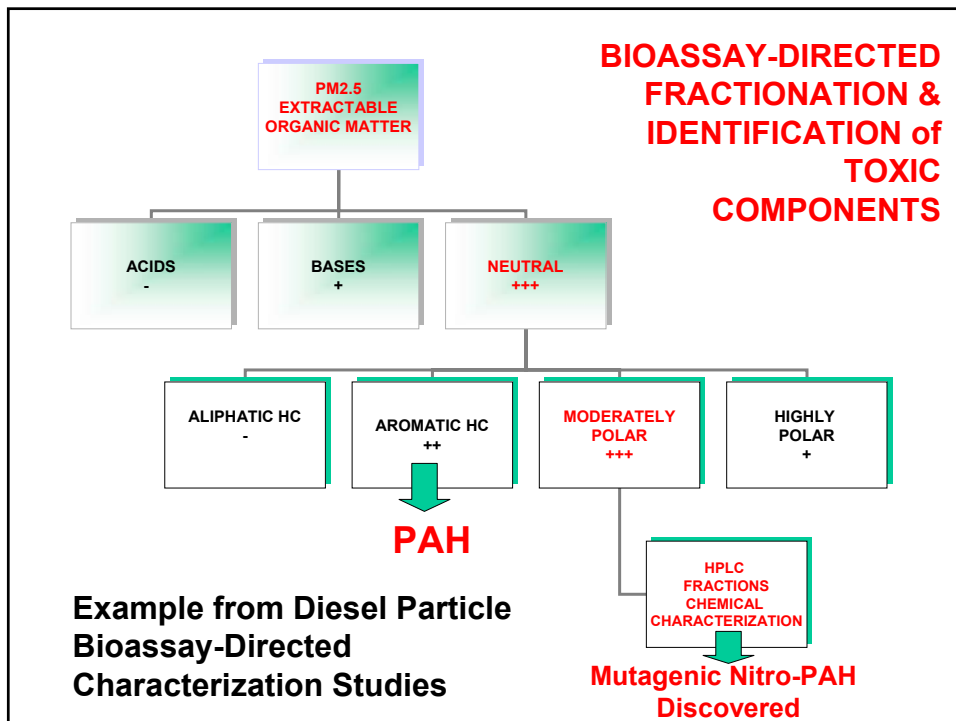 BIOASSAY-DIRECTED
FRACTIONATION &
IDENTIFICATION of
TOXIC
COMPONENTS
PM2.5
EXTRACTABLE
ORGANIC MATTER
ACIDS
-
BASES
+
NEUTRAL
+++
ALIPHATIC HC
-
AROMATIC HC
++
MODERATELY
POLAR
+++
HIGHLY
POLAR
+
PAH
HPLC
FRACTIONS
CHEMICAL
CHARACTERIZATION
Example from Diesel Particle
Bioassay-Directed
Characterization Studies
Mutagenic Nitro-PAH
Discovered